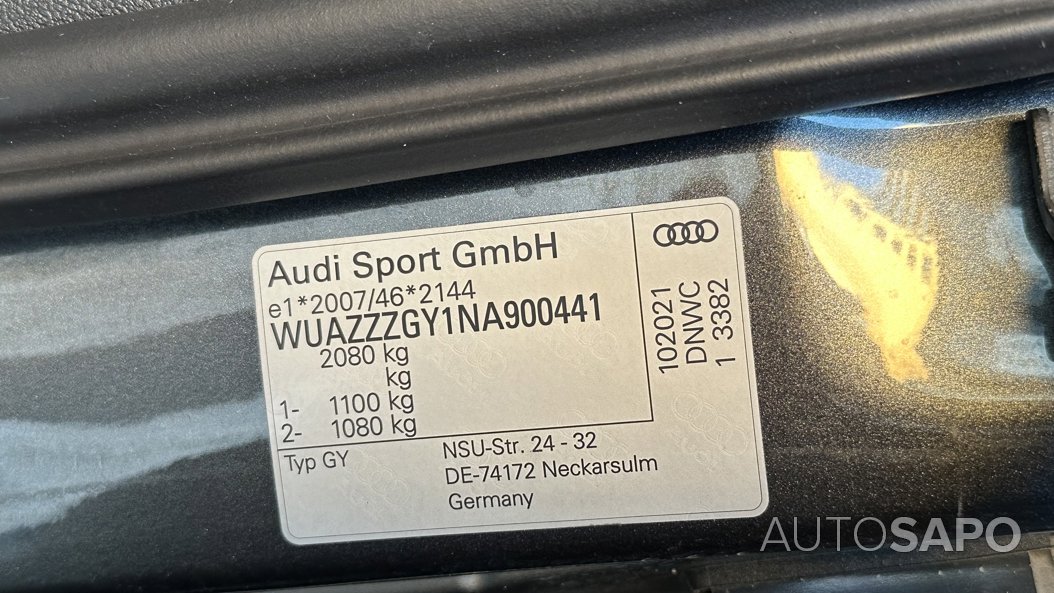 Audi Sport GmbH
e1*2007/46*2144
WUAZZZGY1NA900441
2080 kg
kg
1- 1100 kg
2- 1080 kg
Typ GY
NSU-Str. 24 - 32
DE-74172 Neckarsulm
Germany
102021
DNWC
1 3382
AUTOSAPO